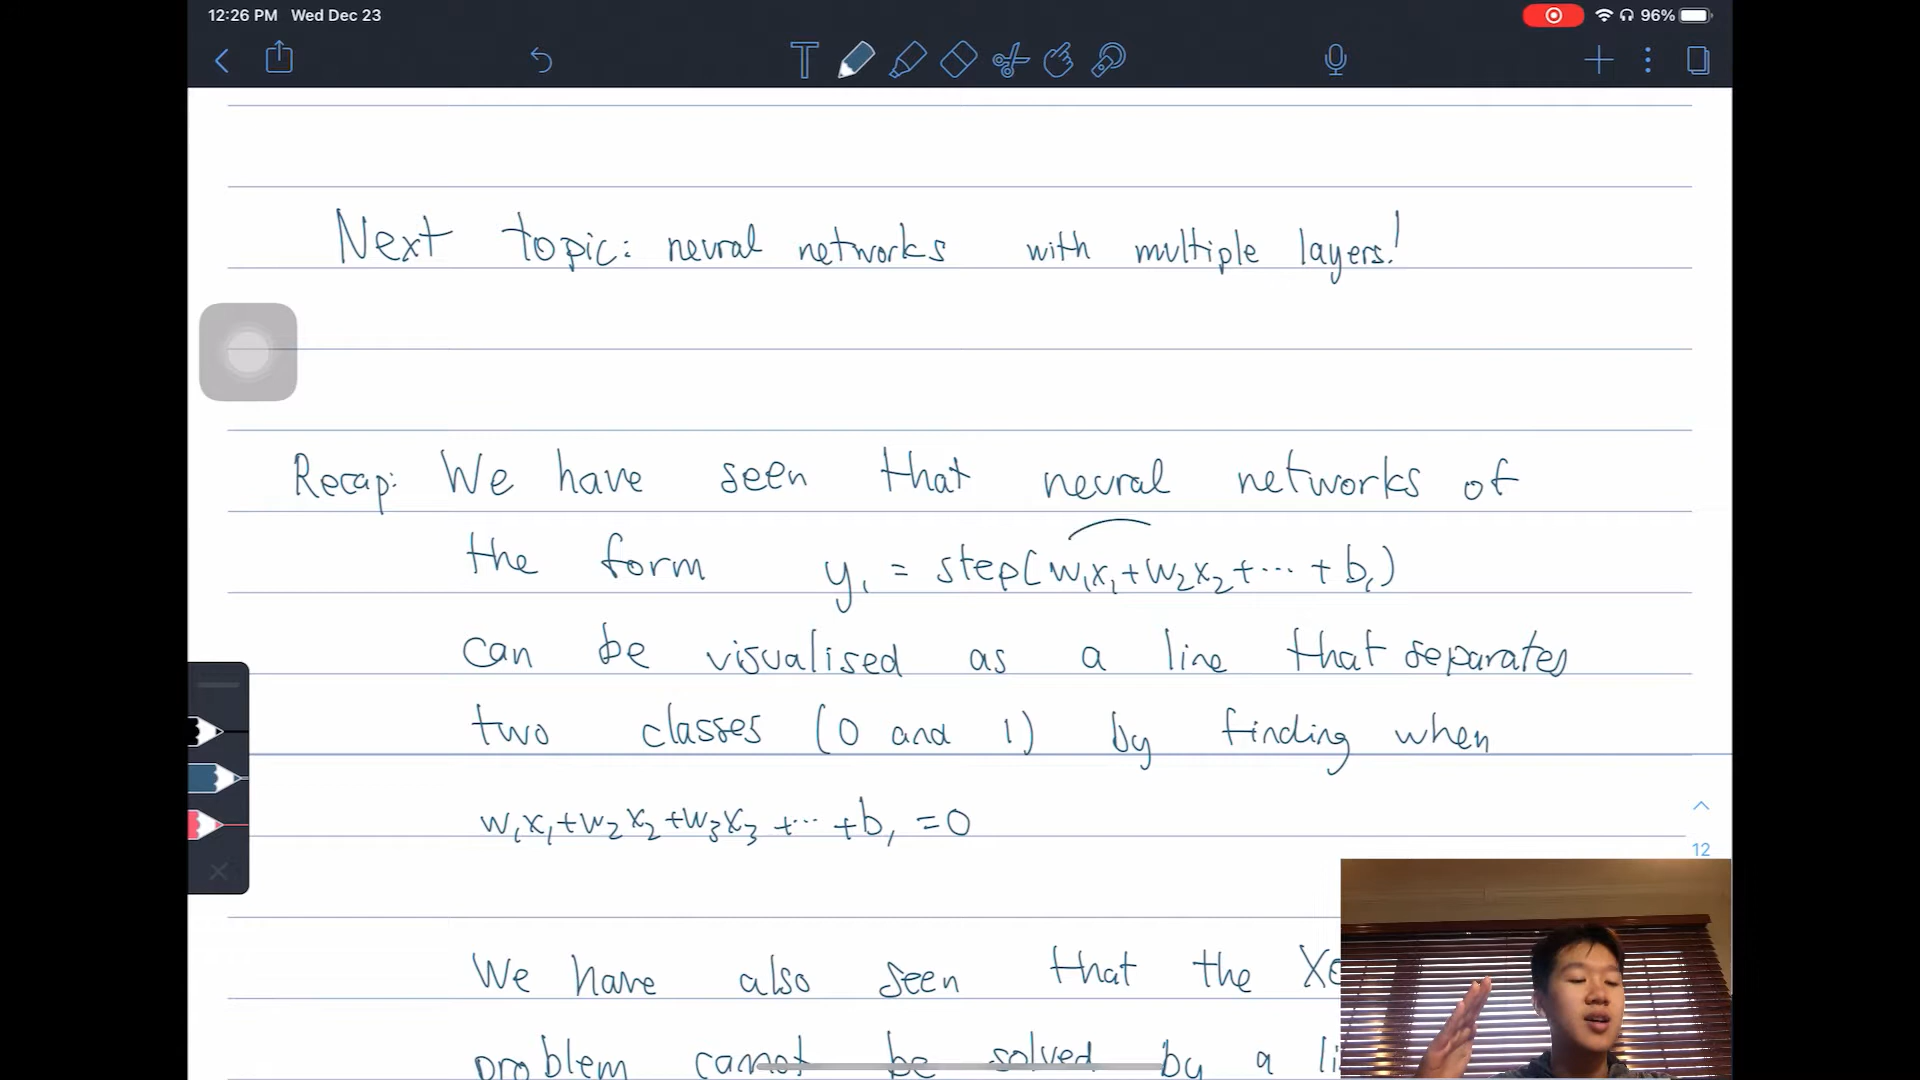 12:26 PM Wed Dec 23
96%
T
Next topic: neural networks with multiple layers!
Recap: We have seen that neural networks of
the form y₁ = step(w₁x₁+w₂x₂+⋯ +b₁)
can be visualised as a line that separates
two classes (0 and 1) by finding when
w₁x₁+w₂x₂+w₃x₃ +⋯ +b₁ =0
12
We have also seen that the
problem cannot be solved by a